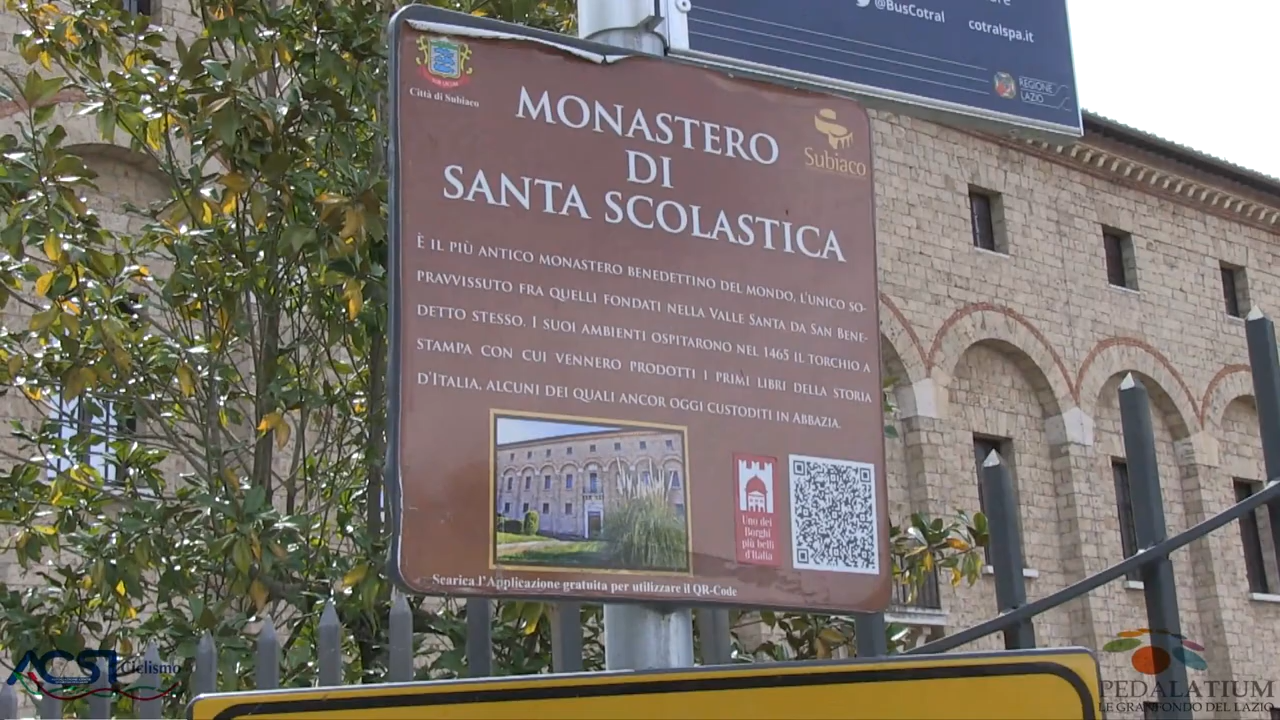 @BusCotral
cotralspa.it
REGIONE
LAZIO
Città di Subiaco
MONASTERO
DI
SANTA SCOLASTICA
Subiaco
È IL PIÙ ANTICO MONASTERO BENEDETTINO DEL MONDO, L'UNICO SO-
PRAVVISSUTO FRA QUELLI FONDATI NELLA VALLE SANTA DA SAN BENE-
DETTO STESSO. I SUOI AMBIENTI OSPITARONO NEL 1465 IL TORCHIO A
STAMPA CON CUI VENNERO PRODOTTI I PRIMI LIBRI DELLA STORIA
D'ITALIA, ALCUNI DEI QUALI ANCOR OGGI CUSTODITI IN ABBAZIA.
Uno dei
Borghi
più belli
d'Italia
Scarica l'Applicazione gratuita per utilizzare il QR-Code
ACSI Ciclismo
PEDALATIUM
LE GRANFONDO DEL LAZIO